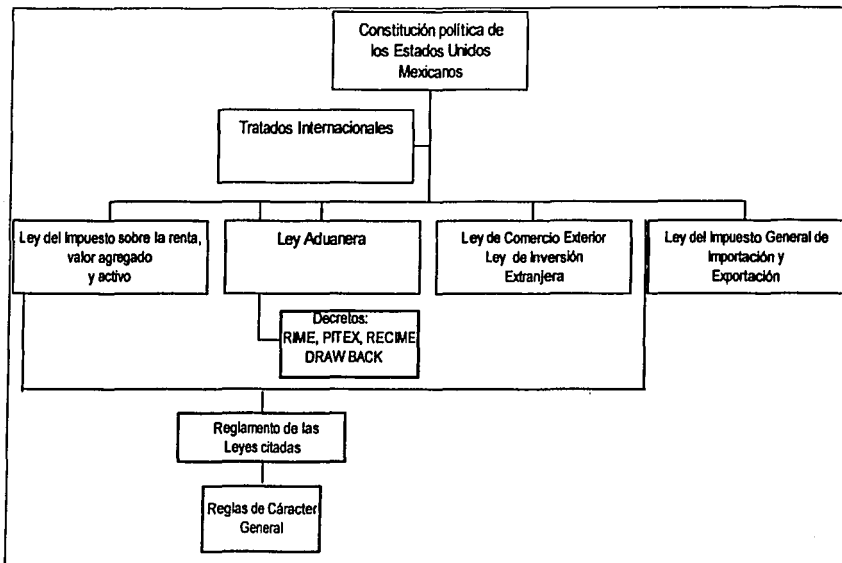 Constitución política de
los Estados Unidos
Mexicanos
Tratados Internacionales
Ley del Impuesto sobre la renta,
valor agregado
y activo
Ley Aduanera
Ley de Comercio Exterior
Ley de Inversión
Extranjera
Ley del Impuesto General de
Importación y
Exportación
Decretos:
RIME, PITEX, RECIME
DRAW BACK
Reglamento de las
Leyes citadas
Reglas de Cáracter
General